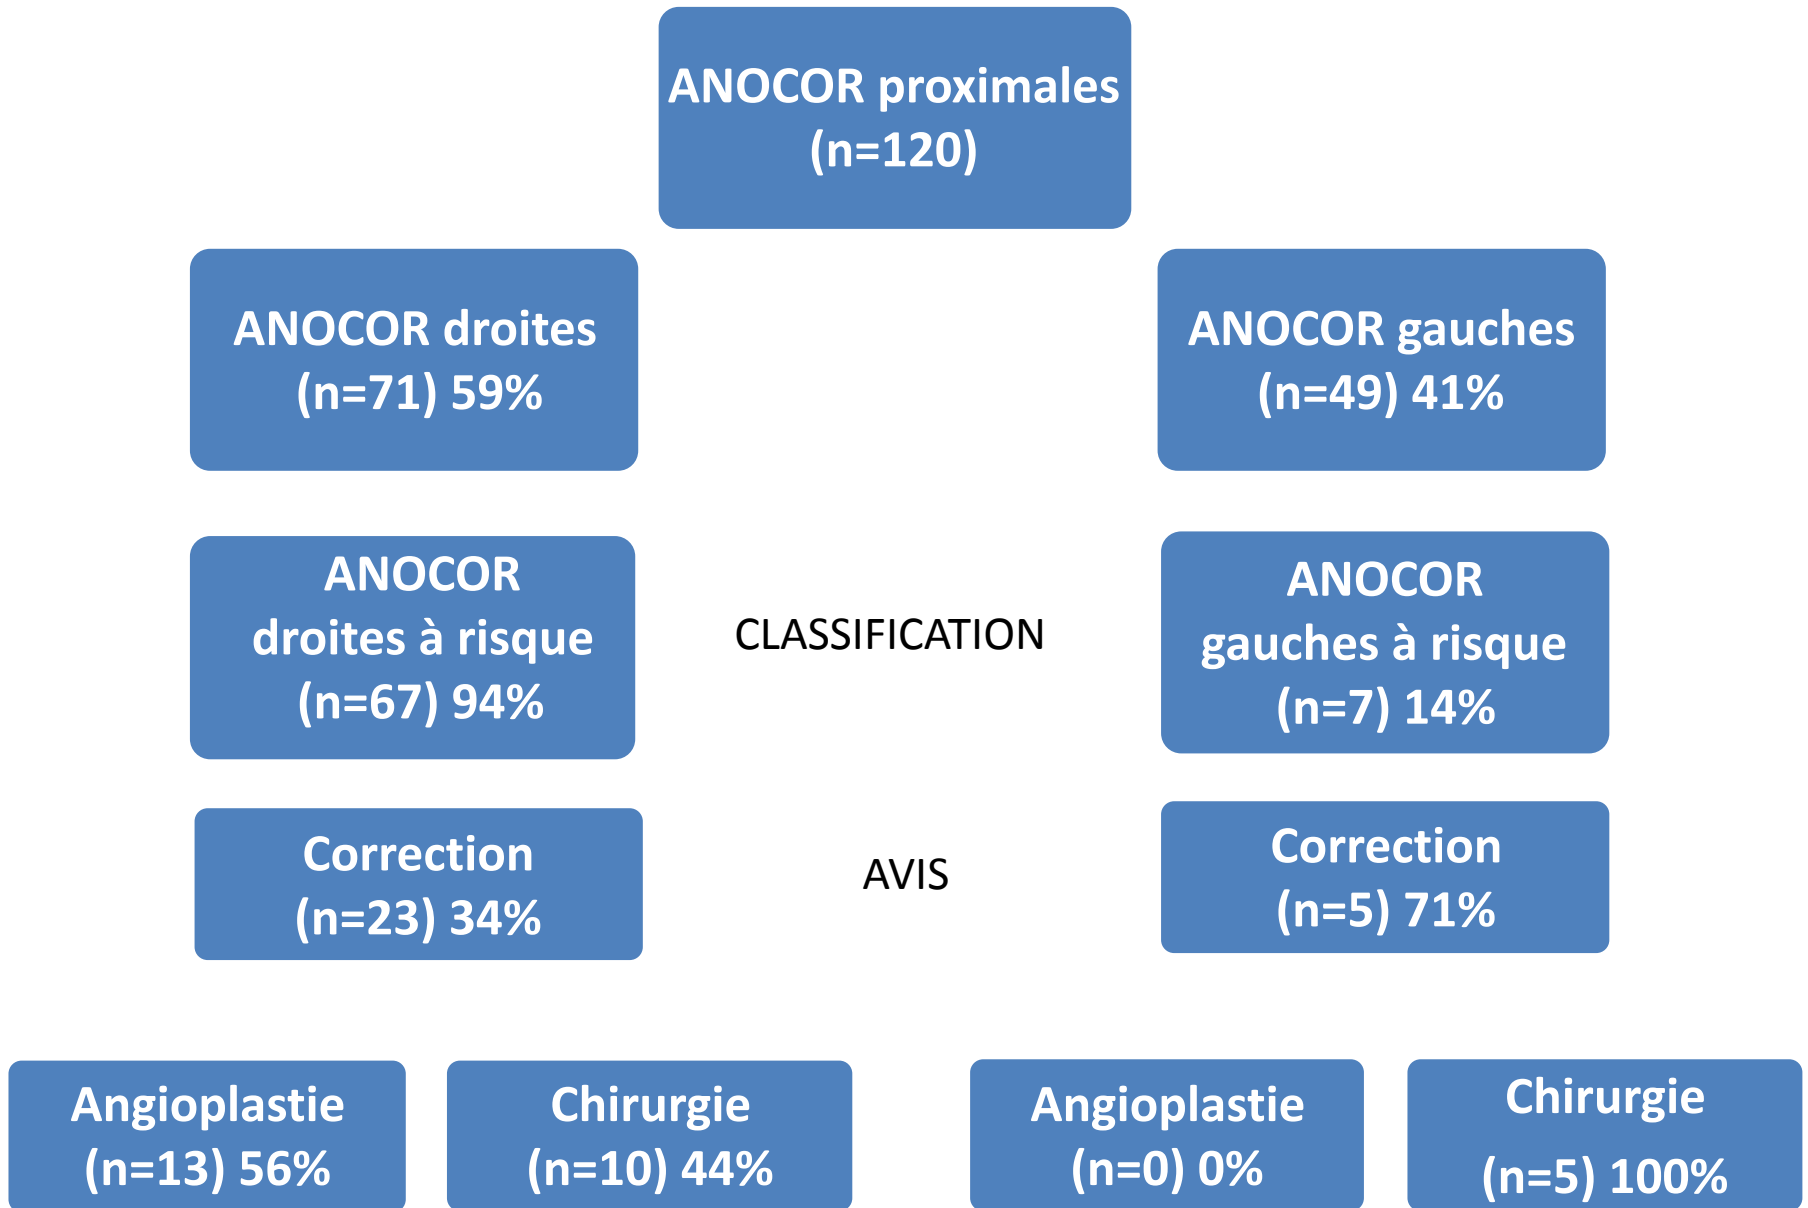 ANOCOR proximales
(n=120)
ANOCOR droites
(n=71) 59%
ANOCOR gauches
(n=49) 41%
ANOCOR
droites à risque
(n=67) 94%
CLASSIFICATION
ANOCOR
gauches à risque
(n=7) 14%
Correction
(n=23) 34%
AVIS
Correction
(n=5) 71%
Angioplastie
(n=13) 56%
Chirurgie
(n=10) 44%
Angioplastie
(n=0) 0%
Chirurgie
(n=5) 100%